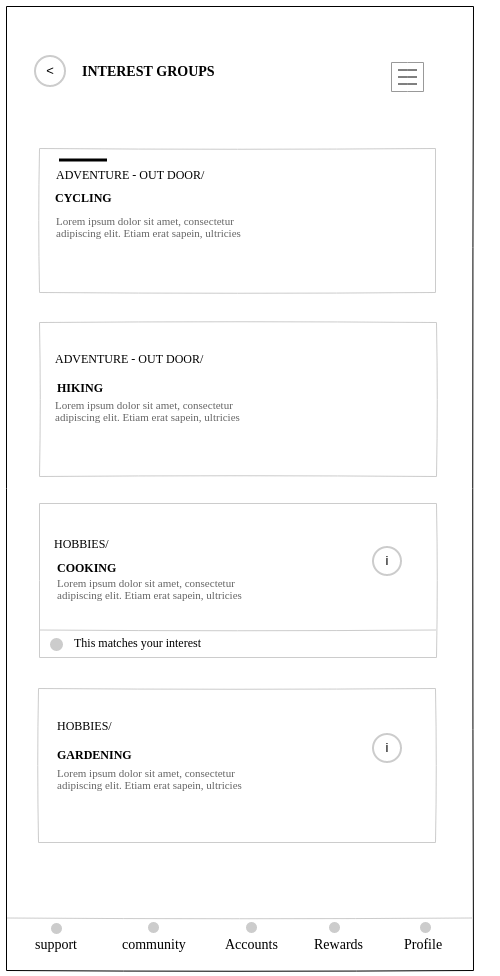 < INTEREST GROUPS
ADVENTURE - OUT DOOR/
CYCLING
Lorem ipsum dolor sit amet, consectetur
adipiscing elit. Etiam erat sapein, ultricies
ADVENTURE - OUT DOOR/
HIKING
Lorem ipsum dolor sit amet, consectetur
adipiscing elit. Etiam erat sapein, ultricies
HOBBIES/
i
COOKING
Lorem ipsum dolor sit amet, consectetur
adipiscing elit. Etiam erat sapein, ultricies
This matches your interest
HOBBIES/
i
GARDENING
Lorem ipsum dolor sit amet, consectetur
adipiscing elit. Etiam erat sapein, ultricies
support community Accounts Rewards Profile